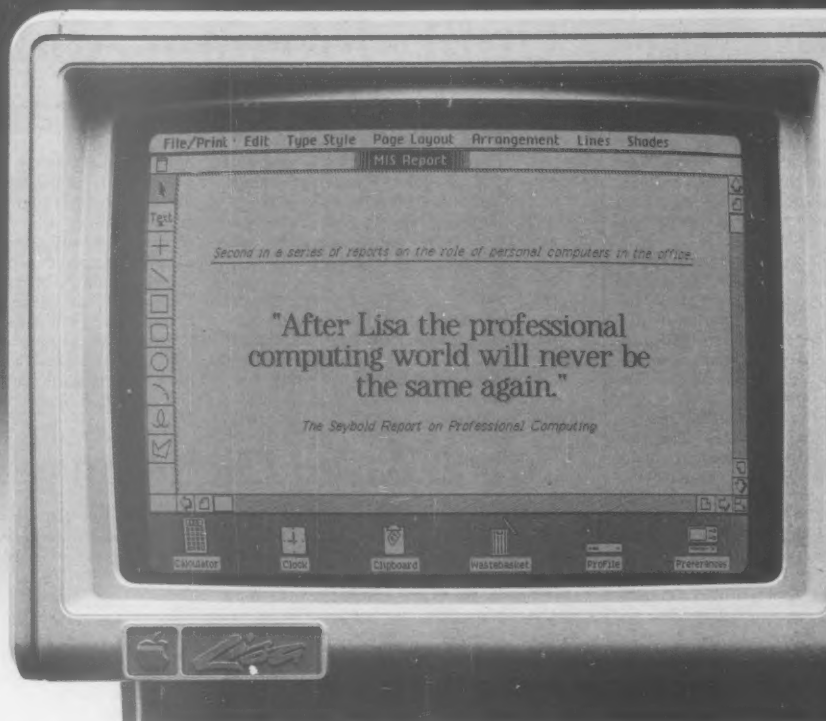 File/Print Edit Type Style Page Layout Arrangement Lines Shades
MIS Report
Text
Second in a series of reports on the role of personal computers in the office.
"After Lisa the professional
computing world will never be
the same again."
The Seybold Report on Professional Computing
Calculator Clock Clipboard Wastebasket Profile Preferences
Lisa